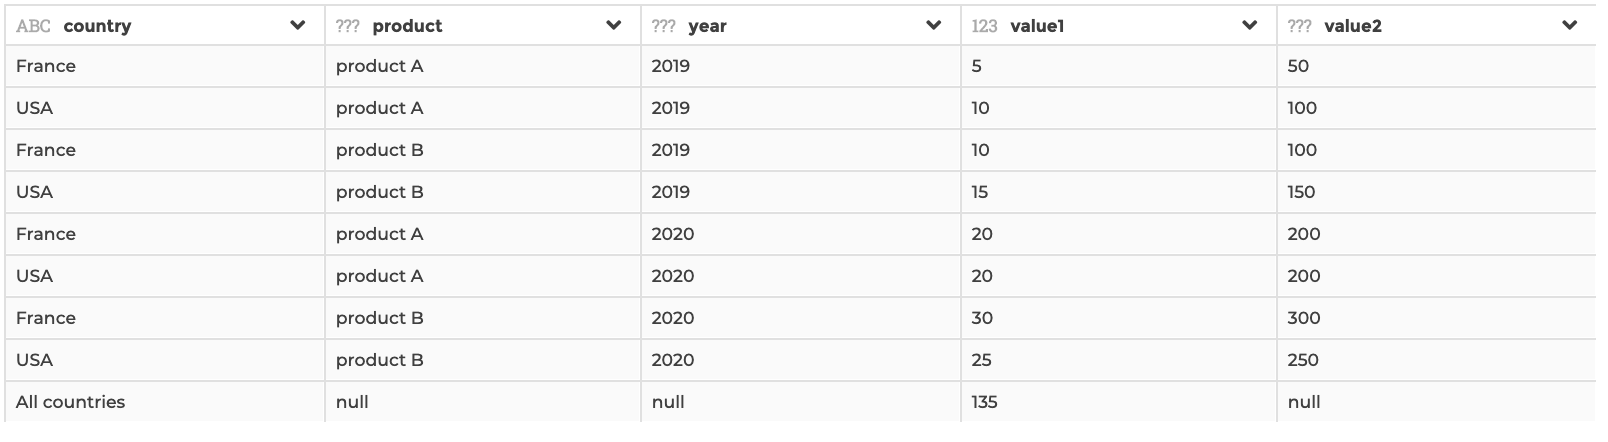 ABC country ??? product ??? year 123 value1 ??? value2
France product A 2019 5 50
USA product A 2019 10 100
France product B 2019 10 100
USA product B 2019 15 150
France product A 2020 20 200
USA product A 2020 20 200
France product B 2020 30 300
USA product B 2020 25 250
All countries null null 135 null